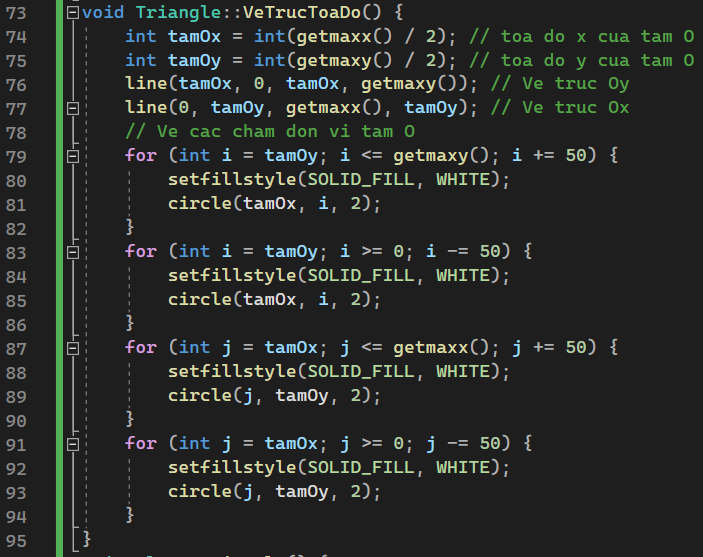 73 void Triangle::VeTrucToaDo() {
74 int tamOx = int(getmaxx() / 2); // toa do x cua tam O
75 int tamOy = int(getmaxy() / 2); // toa do y cua tam O
76 line(tamOx, 0, tamOx, getmaxy()); // Ve truc Oy
77 line(0, tamOy, getmaxx(), tamOy); // Ve truc Ox
78 // Ve cac cham don vi tam O
79 for (int i = tamOy; i <= getmaxy(); i += 50) {
80 setfillstyle(SOLID_FILL, WHITE);
81 circle(tamOx, i, 2);
82 }
83 for (int i = tamOy; i >= 0; i -= 50) {
84 setfillstyle(SOLID_FILL, WHITE);
85 circle(tamOx, i, 2);
86 }
87 for (int j = tamOx; j <= getmaxx(); j += 50) {
88 setfillstyle(SOLID_FILL, WHITE);
89 circle(j, tamOy, 2);
90 }
91 for (int j = tamOx; j >= 0; j -= 50) {
92 setfillstyle(SOLID_FILL, WHITE);
93 circle(j, tamOy, 2);
94 }
95 }